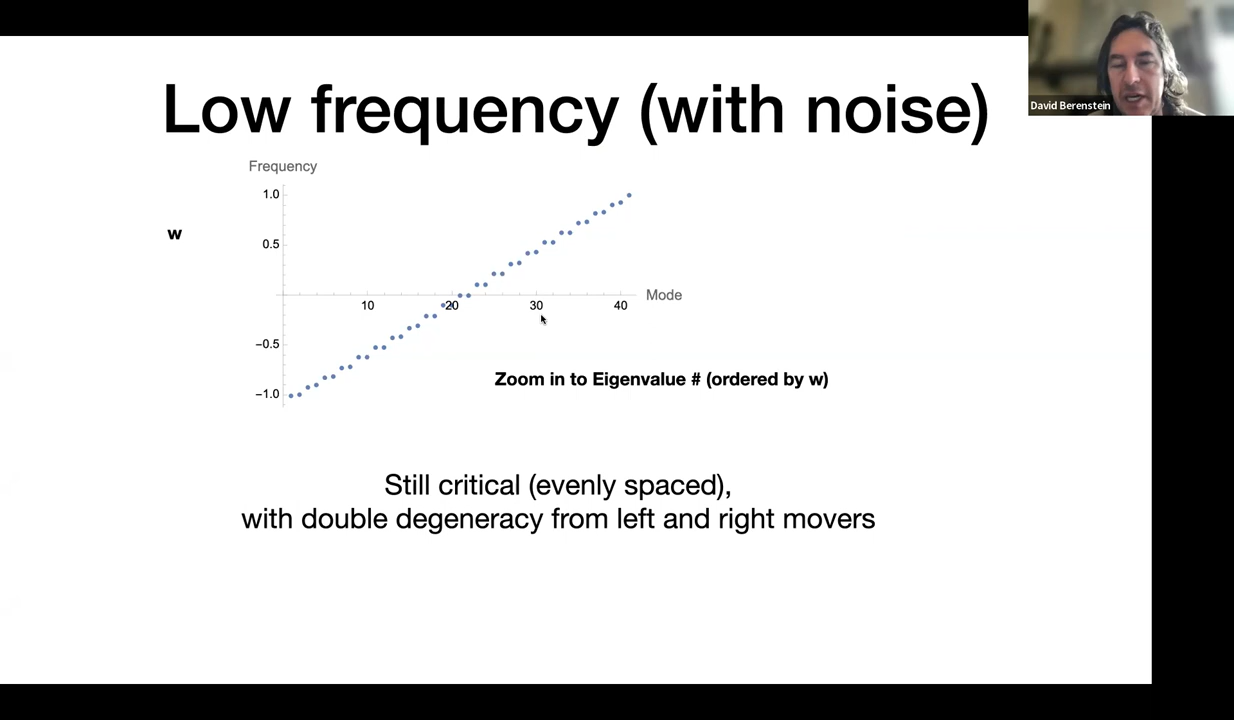 Low frequency (with noise)
David Berenstein
Frequency
1.0
w
0.5
Mode
10
20
30
40
−0.5
Zoom in to Eigenvalue # (ordered by w)
−1.0
Still critical (evenly spaced),
with double degeneracy from left and right movers